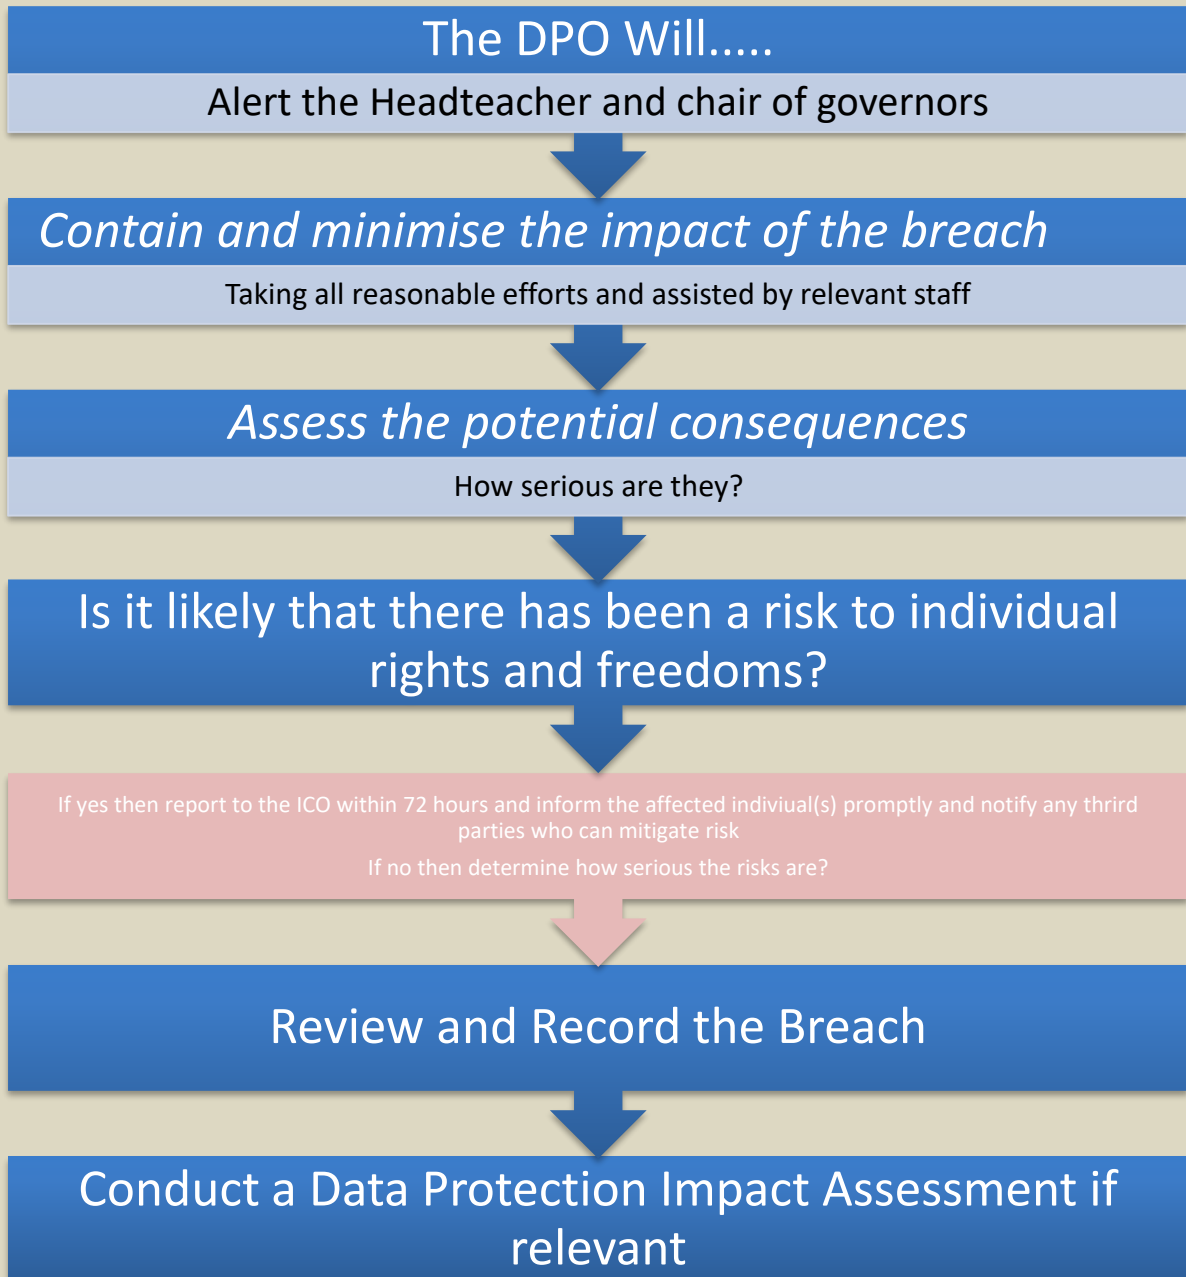 The DPO Will.....
Alert the Headteacher and chair of governors
Contain and minimise the impact of the breach
Taking all reasonable efforts and assisted by relevant staff
Assess the potential consequences
How serious are they?
Is it likely that there has been a risk to individual
rights and freedoms?
If yes then report to the ICO within 72 hours and inform the affected indiviual(s) promptly and notify any thrird
parties who can mitigate risk
If no then determine how serious the risks are?
Review and Record the Breach
Conduct a Data Protection Impact Assessment if
relevant